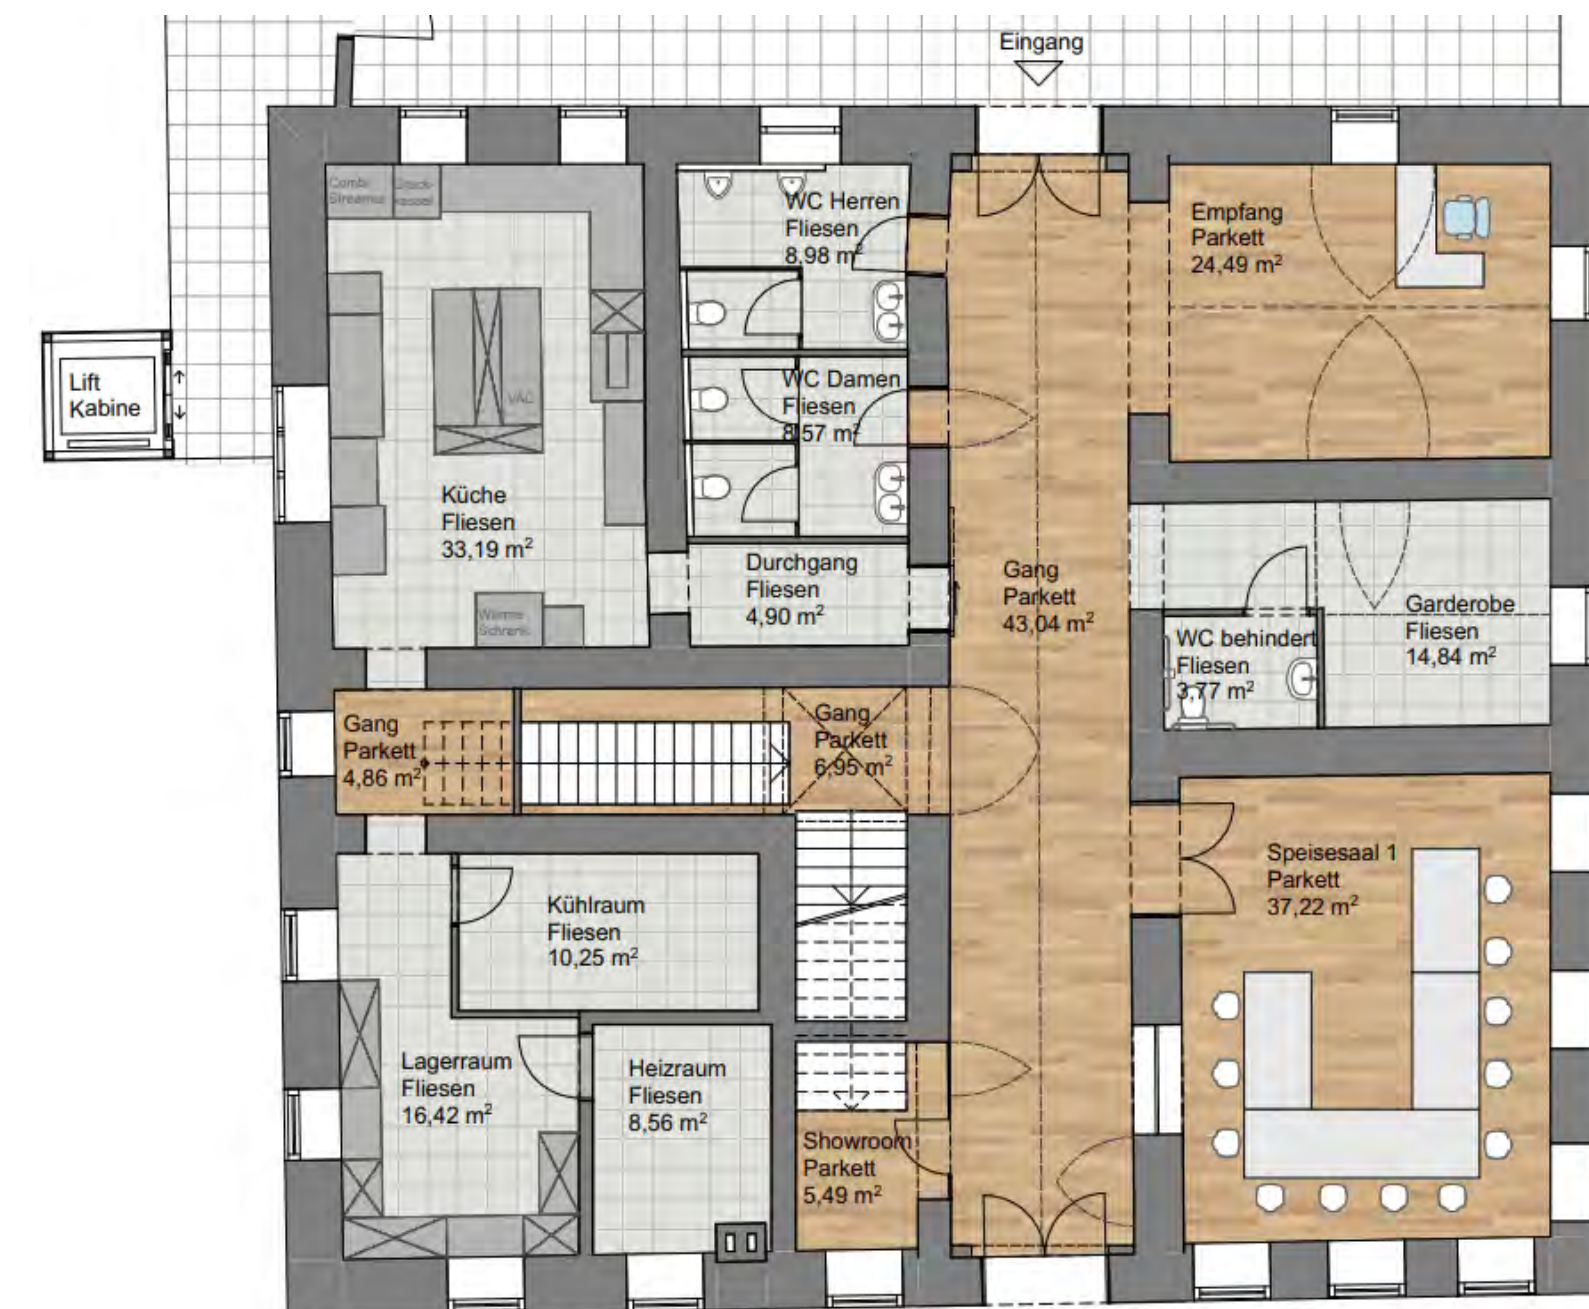 Eingang
Combi-
Streamer
Druck-
kessel
WC Herren
Fliesen
8,98 m²
Empfang
Parkett
24,49 m²
Lift
Kabine
VAC
WC Damen
Fliesen
8,57 m²
Küche
Fliesen
33,19 m²
Durchgang
Fliesen
4,90 m²
Gang
Parkett
43,04 m²
Wärme
Schrank
WC behindert
Fliesen
3,77 m²
Garderobe
Fliesen
14,84 m²
Gang
Parkett
4,86 m²
Gang
Parkett
6,95 m²
Speisesaal 1
Parkett
37,22 m²
Kühlraum
Fliesen
10,25 m²
Lagerraum
Fliesen
16,42 m²
Heizraum
Fliesen
8,56 m²
Showroom
Parkett
5,49 m²